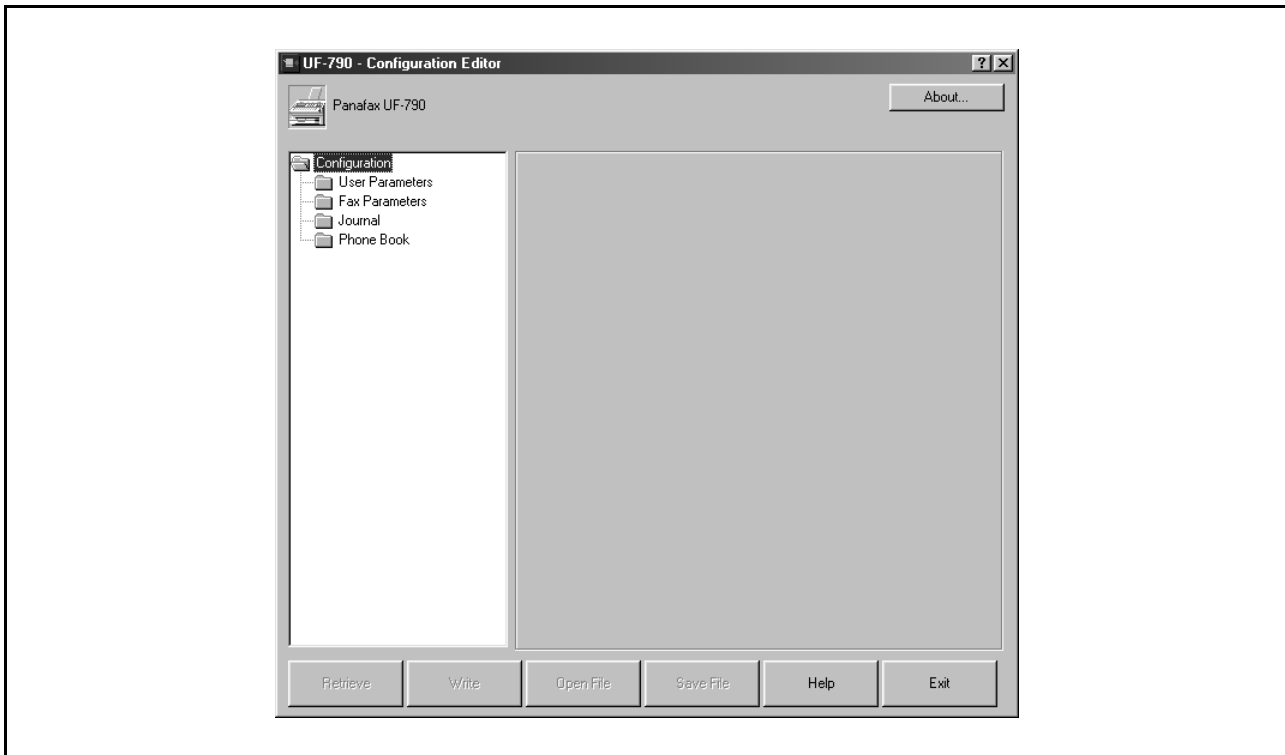 UF-790 - Configuration Editor
Panafax UF-790
About...
Configuration
User Parameters
Fax Parameters
Journal
Phone Book
Retrieve
Write
Open File
Save File
Help
Exit